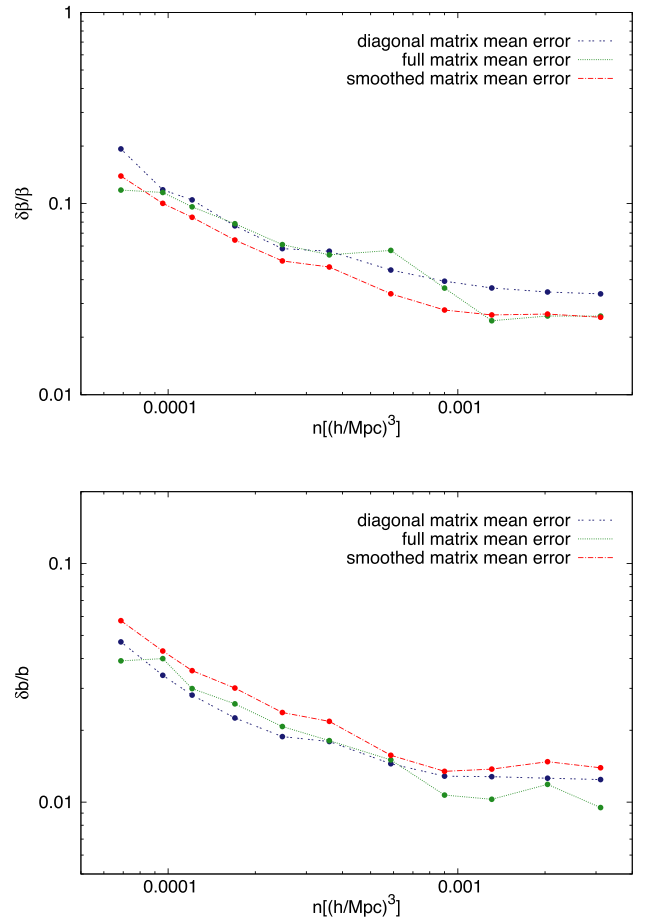 1
diagonal matrix mean error
full matrix mean error
smoothed matrix mean error
δβ/β
0.1
0.01
0.0001
0.001
n[(h/Mpc)^3]
diagonal matrix mean error
full matrix mean error
smoothed matrix mean error
0.1
δb/b
0.01
0.0001
0.001
n[(h/Mpc)^3]